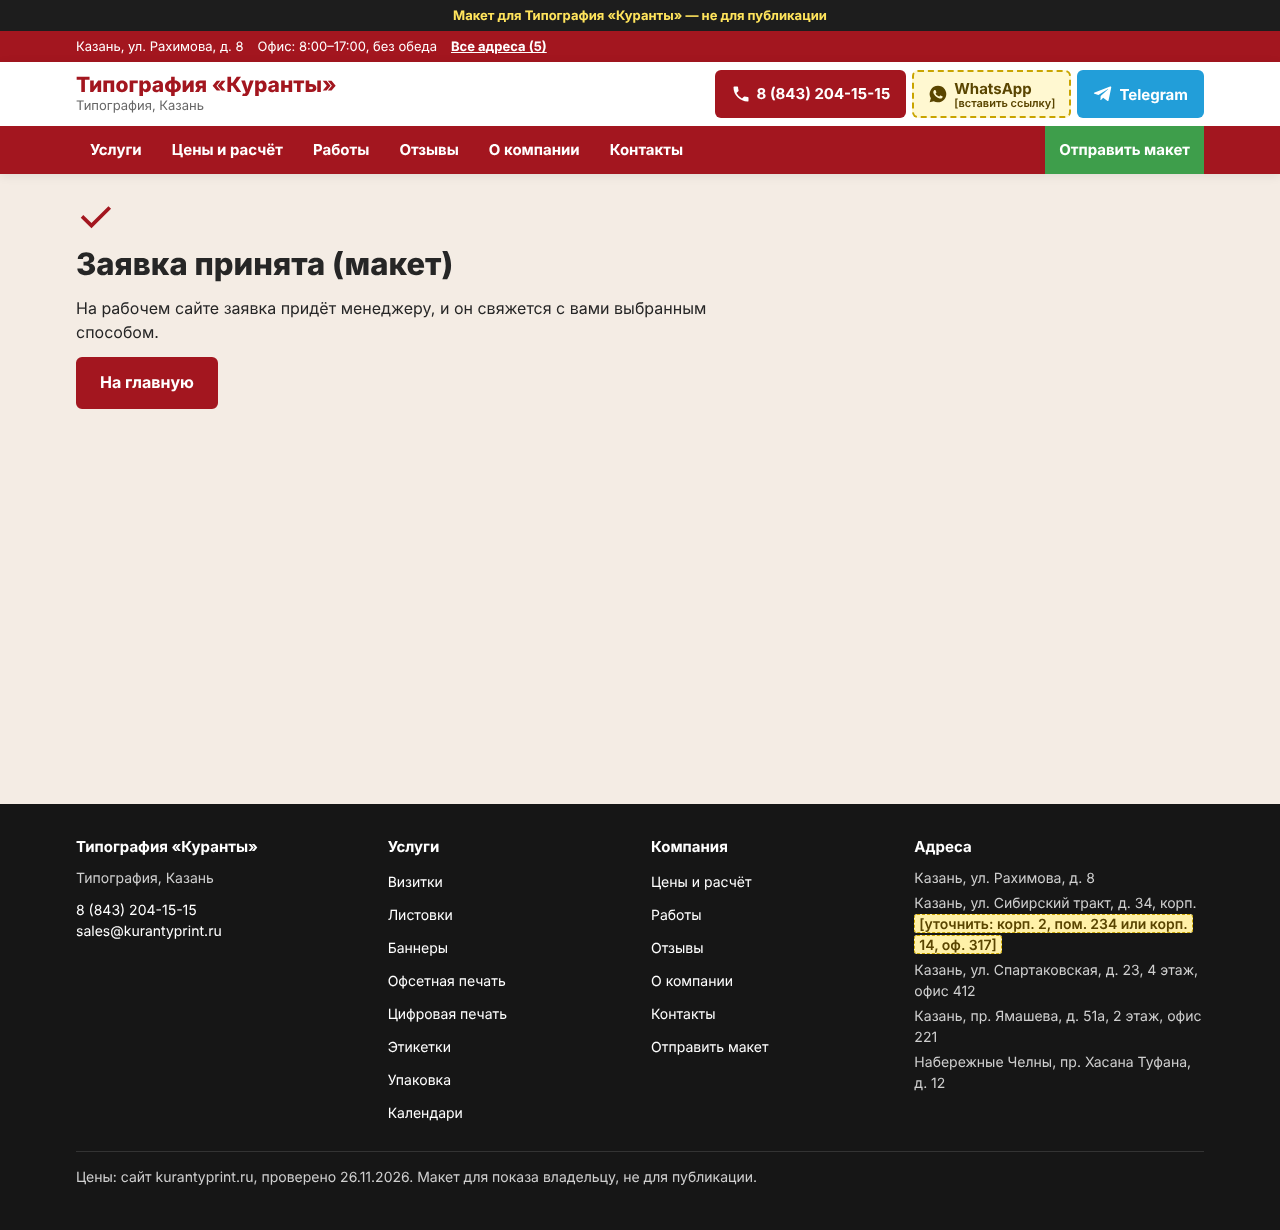 Макет для Типография «Куранты» — не для публикации
Казань, ул. Рахимова, д. 8 Офис: 8:00–17:00, без обеда Все адреса (5)
Типография «Куранты»
Типография, Казань
8 (843) 204-15-15
WhatsApp
[вставить ссылку]
Telegram
Услуги Цены и расчёт Работы Отзывы О компании Контакты Отправить макет
Заявка принята (макет)
На рабочем сайте заявка придёт менеджеру, и он свяжется с вами выбранным
способом.
На главную
Типография «Куранты»
Типография, Казань
8 (843) 204-15-15
sales@kurantyprint.ru
Услуги
Визитки
Листовки
Баннеры
Офсетная печать
Цифровая печать
Этикетки
Упаковка
Календари
Компания
Цены и расчёт
Работы
Отзывы
О компании
Контакты
Отправить макет
Адреса
Казань, ул. Рахимова, д. 8
Казань, ул. Сибирский тракт, д. 34, корп.
[уточнить: корп. 2, пом. 234 или корп.
14, оф. 317]
Казань, ул. Спартаковская, д. 23, 4 этаж,
офис 412
Казань, пр. Ямашева, д. 51а, 2 этаж, офис
221
Набережные Челны, пр. Хасана Туфана,
д. 12
Цены: сайт kurantyprint.ru, проверено 26.11.2026. Макет для показа владельцу, не для публикации.